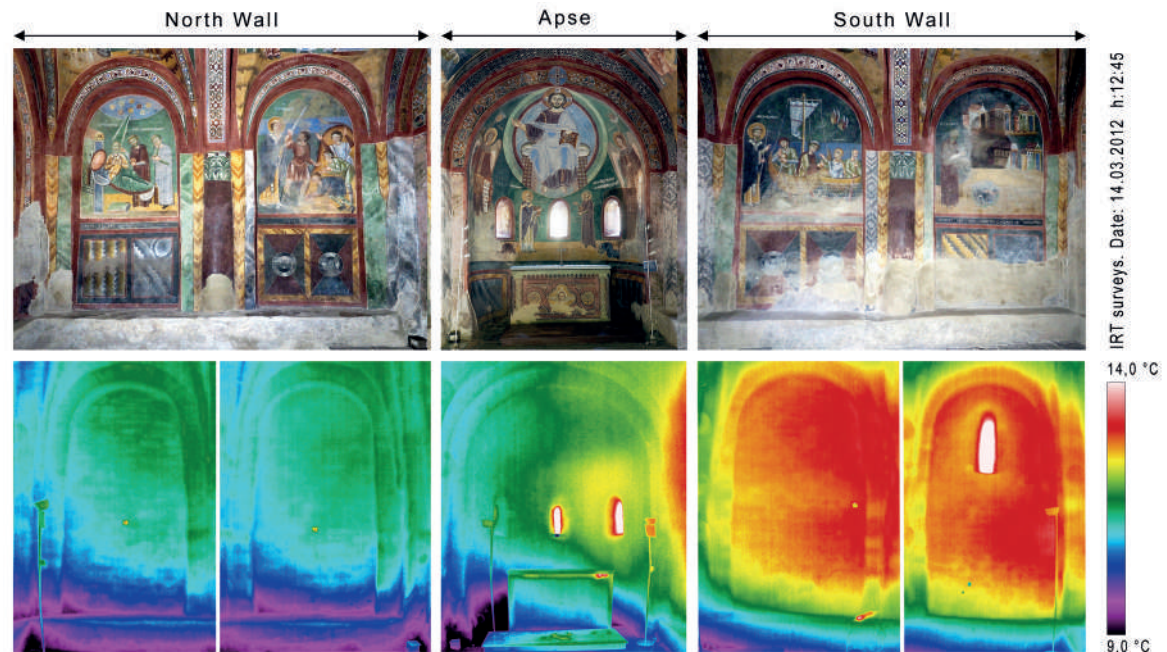 North Wall
Apse
South Wall
IRT surveys. Date: 14.03.2012 h:12:45
14,0 °C
9,0 °C